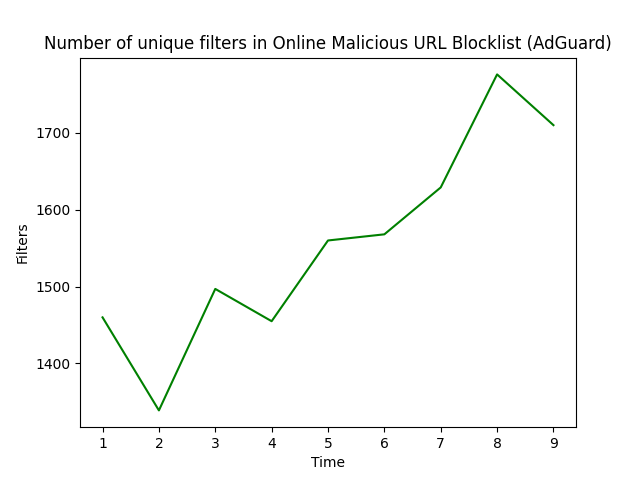 Number of unique filters in Online Malicious URL Blocklist (AdGuard)
1700
1600
Filters
1500
1400
1 2 3 4 5 6 7 8 9
Time